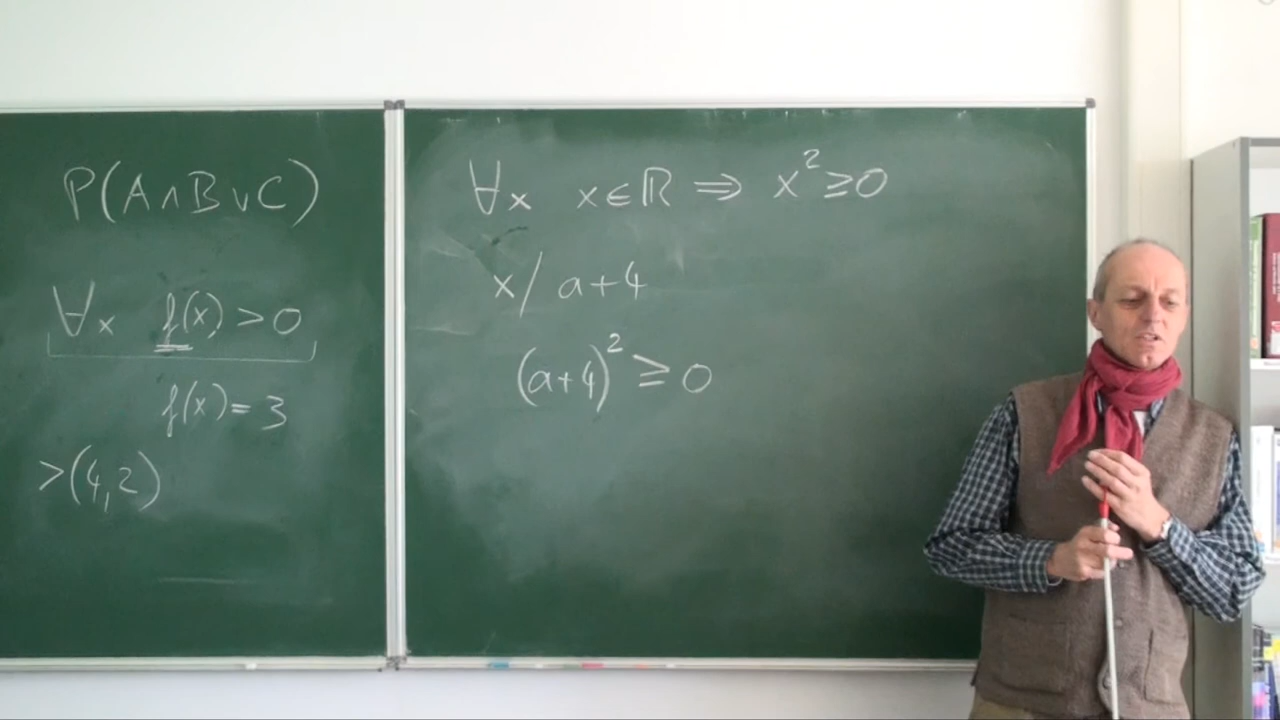 P(A∧B∨C)
∀x f(x) > 0
f(x) = 3
>(4,2)
∀x x∈ℝ ⇒ x² ≥ 0
x/ a+4
(a+4)² ≥ 0